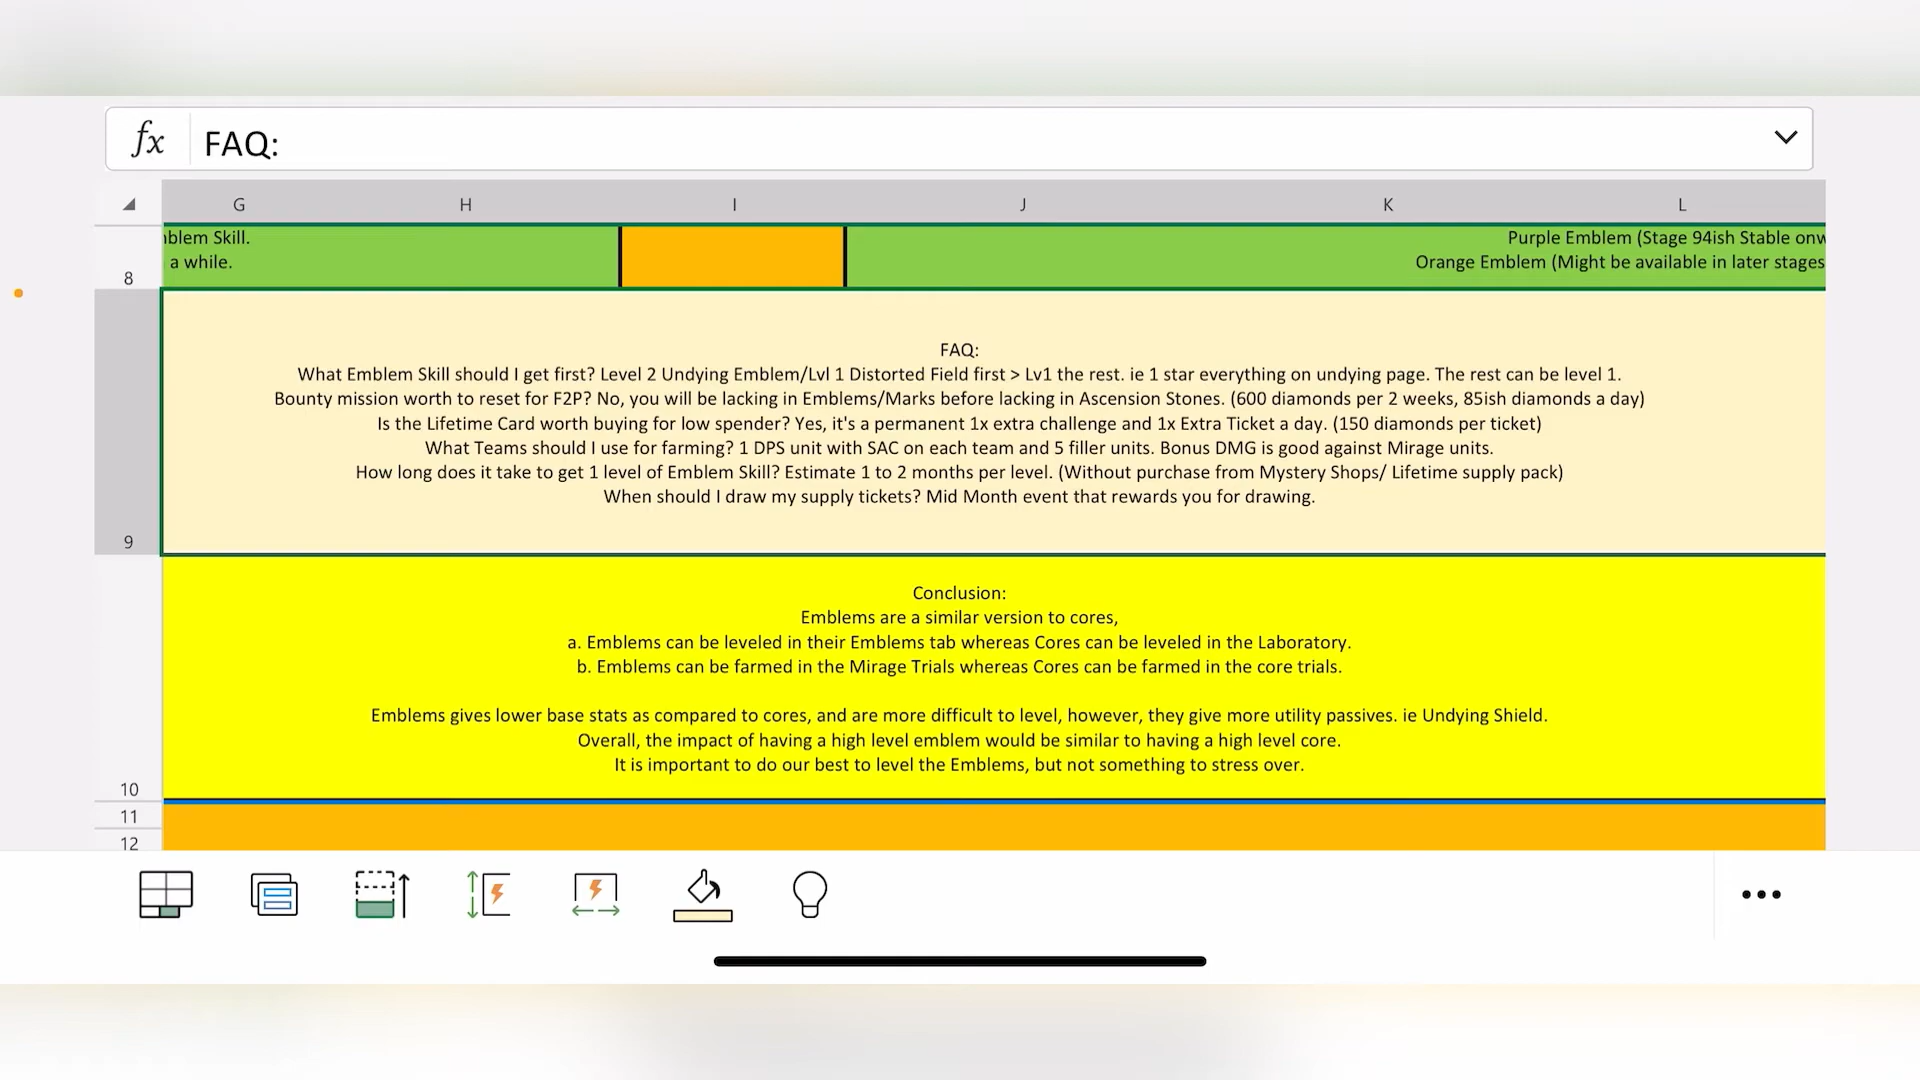 fx FAQ:
G H I J K L
8
blem Skill.
a while.
Purple Emblem (Stage 94ish Stable onw
Orange Emblem (Might be available in later stages
9
FAQ:
What Emblem Skill should I get first? Level 2 Undying Emblem/Lvl 1 Distorted Field first > Lv1 the rest. ie 1 star everything on undying page. The rest can be level 1.
Bounty mission worth to reset for F2P? No, you will be lacking in Emblems/Marks before lacking in Ascension Stones. (600 diamonds per 2 weeks, 85ish diamonds a day)
Is the Lifetime Card worth buying for low spender? Yes, it's a permanent 1x extra challenge and 1x Extra Ticket a day. (150 diamonds per ticket)
What Teams should I use for farming? 1 DPS unit with SAC on each team and 5 filler units. Bonus DMG is good against Mirage units.
How long does it take to get 1 level of Emblem Skill? Estimate 1 to 2 months per level. (Without purchase from Mystery Shops/ Lifetime supply pack)
When should I draw my supply tickets? Mid Month event that rewards you for drawing.
10
Conclusion:
Emblems are a similar version to cores,
a. Emblems can be leveled in their Emblems tab whereas Cores can be leveled in the Laboratory.
b. Emblems can be farmed in the Mirage Trials whereas Cores can be farmed in the core trials.
Emblems gives lower base stats as compared to cores, and are more difficult to level, however, they give more utility passives. ie Undying Shield.
Overall, the impact of having a high level emblem would be similar to having a high level core.
It is important to do our best to level the Emblems, but not something to stress over.
11
12